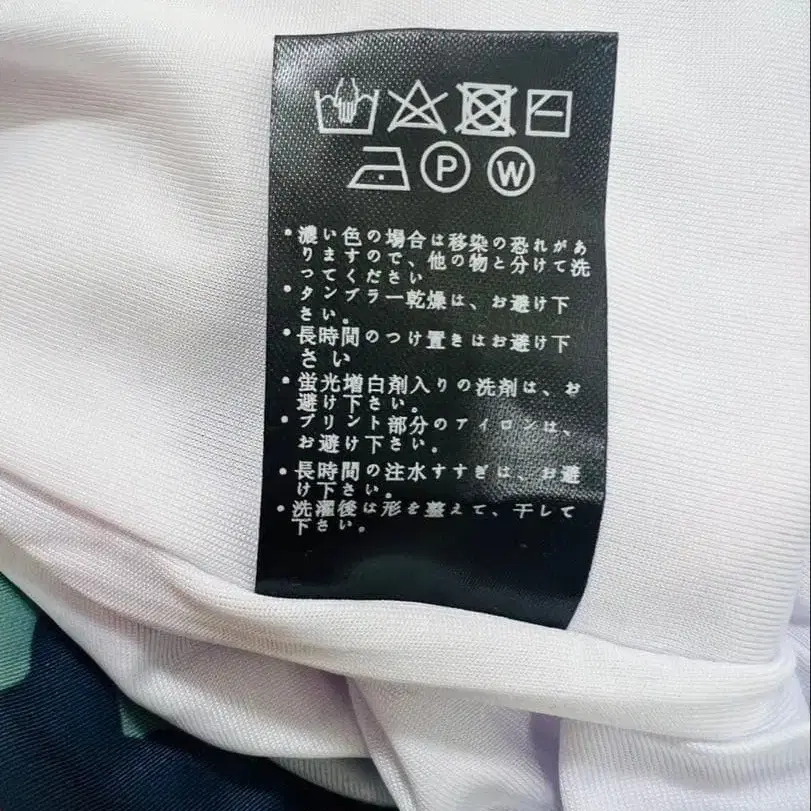 P W
・濃い色の場合は移染の恐れがあ
りますので、他の物と分けて洗
ってください
・タンブラー乾燥は、お避け下
さい。
・長時間のつけ置きはお避け下
さい
・蛍光増白剤入りの洗剤は、お
避け下さい。
・プリント部分のアイロンは、
お避け下さい。
・長時間の注水すすぎは、お避
け下さい。
・洗濯後は形を整えて、干して
下さい。